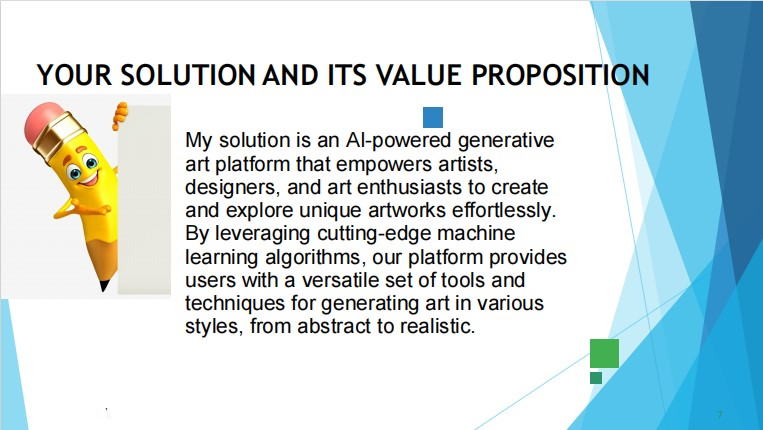 YOUR SOLUTION AND ITS VALUE PROPOSITION
My solution is an AI-powered generative
art platform that empowers artists,
designers, and art enthusiasts to create
and explore unique artworks effortlessly.
By leveraging cutting-edge machine
learning algorithms, our platform provides
users with a versatile set of tools and
techniques for generating art in various
styles, from abstract to realistic.
7